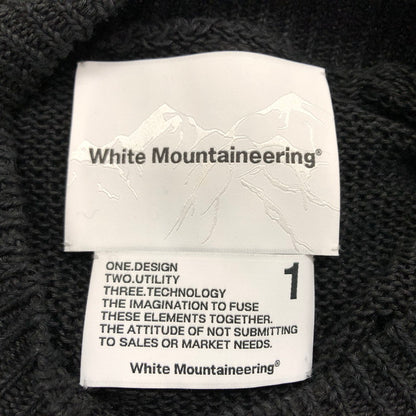 White Mountaineering®
ONE.DESIGN
TWO.UTILITY
THREE.TECHNOLOGY
THE IMAGINATION TO FUSE
THESE ELEMENTS TOGETHER.
THE ATTITUDE OF NOT SUBMITTING
TO SALES OR MARKET NEEDS.
1
White Mountaineering®